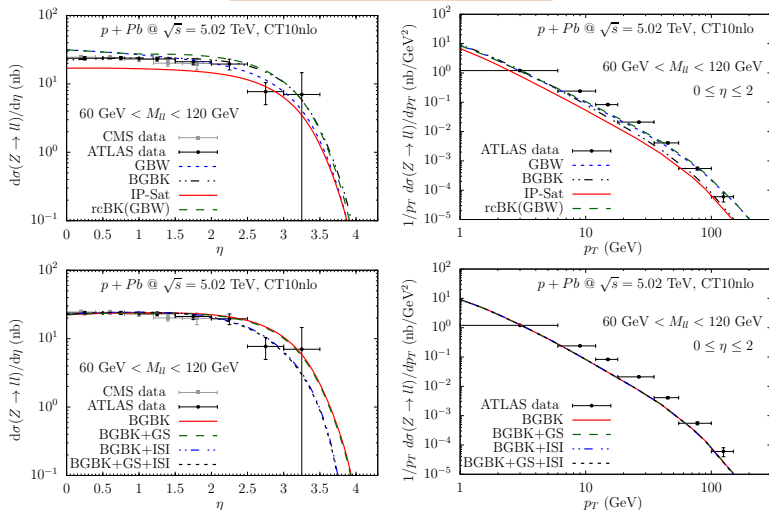 p + Pb @ √s = 5.02 TeV, CT10nlo
60 GeV < M_ll < 120 GeV
CMS data
ATLAS data
GBW
BGBK
IP-Sat
rcBK(GBW)
dσ(Z → ll)/dη (nb)
10²
10¹
10⁰
10⁻¹
0 0.5 1 1.5 2 2.5 3 3.5 4
η
p + Pb @ √s = 5.02 TeV, CT10nlo
60 GeV < M_ll < 120 GeV
0 ≤ η ≤ 2
ATLAS data
GBW
BGBK
IP-Sat
rcBK(GBW)
1/p_T dσ(Z → ll)/dp_T (nb/GeV²)
10²
10¹
10⁰
10⁻¹
10⁻²
10⁻³
10⁻⁴
10⁻⁵
1 10 100
p_T (GeV)
p + Pb @ √s = 5.02 TeV, CT10nlo
60 GeV < M_ll < 120 GeV
CMS data
ATLAS data
BGBK
BGBK+GS
BGBK+ISI
BGBK+GS+ISI
dσ(Z → ll)/dη (nb)
10²
10¹
10⁰
10⁻¹
0 0.5 1 1.5 2 2.5 3 3.5 4
η
p + Pb @ √s = 5.02 TeV, CT10nlo
60 GeV < M_ll < 120 GeV
0 ≤ η ≤ 2
ATLAS data
BGBK
BGBK+GS
BGBK+ISI
BGBK+GS+ISI
1/p_T dσ(Z → ll)/dp_T (nb/GeV²)
10²
10¹
10⁰
10⁻¹
10⁻²
10⁻³
10⁻⁴
10⁻⁵
1 10 100
p_T (GeV)